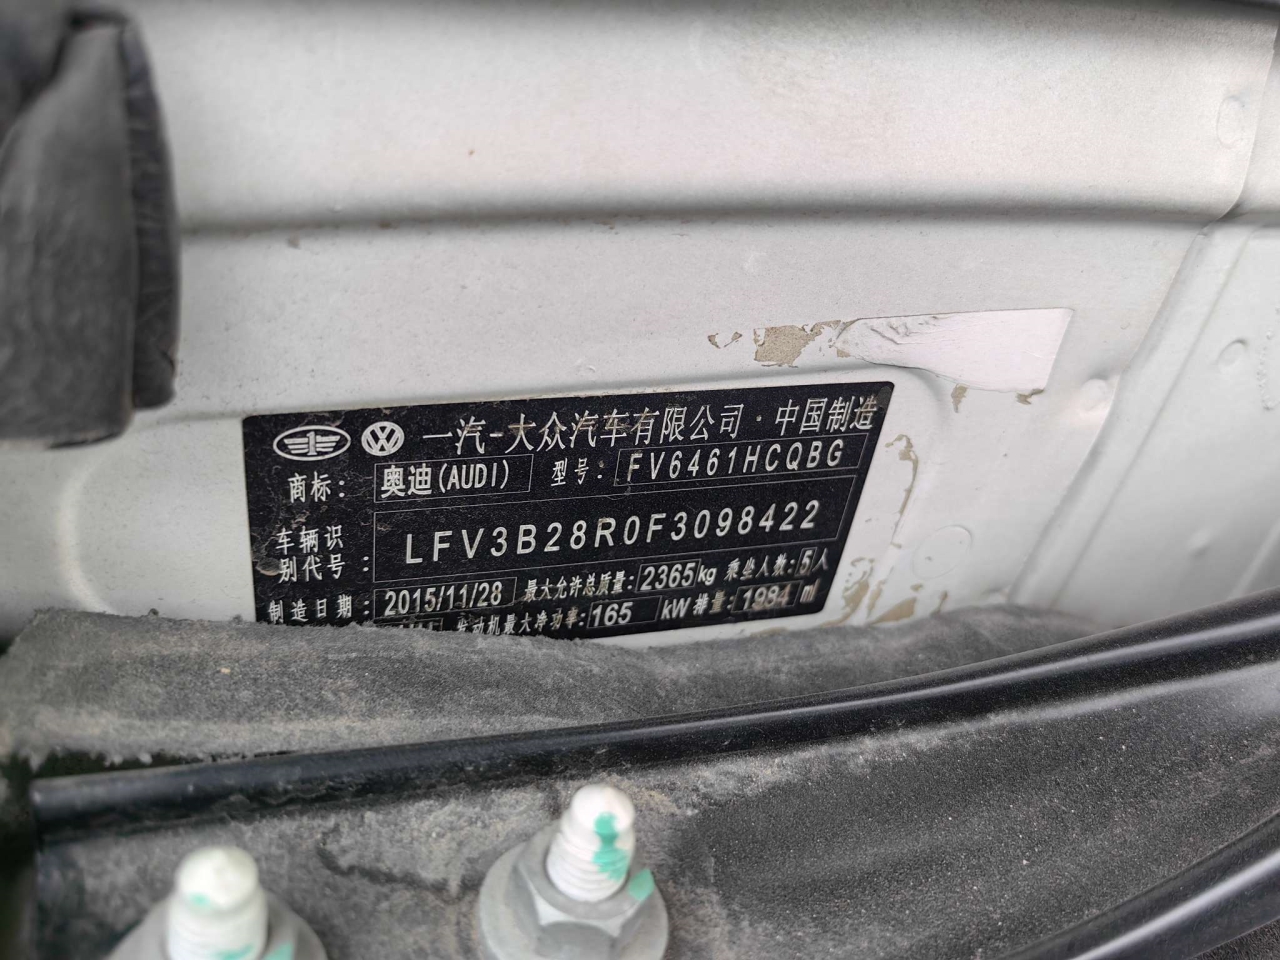 一汽-大众汽车有限公司·中国制造
商标: 奥迪(AUDI) 型号: FV6461HCQBG
车辆识
别代号: LFV3B28R0F3098422
制造日期: 2015/11/28 最大允许总质量: 2365kg 乘坐人数: 5人
发动机最大净功率: 165 kW 排量: 1984 ml